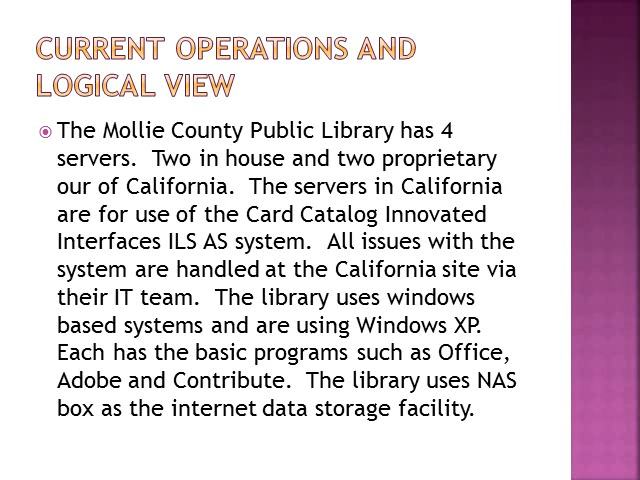 CURRENT OPERATIONS AND
LOGICAL VIEW
The Mollie County Public Library has 4
servers.  Two in house and two proprietary
our of California.  The servers in California
are for use of the Card Catalog Innovated
Interfaces ILS AS system.  All issues with the
system are handled at the California site via
their IT team.  The library uses windows
based systems and are using Windows XP.
Each has the basic programs such as Office,
Adobe and Contribute.  The library uses NAS
box as the internet data storage facility.